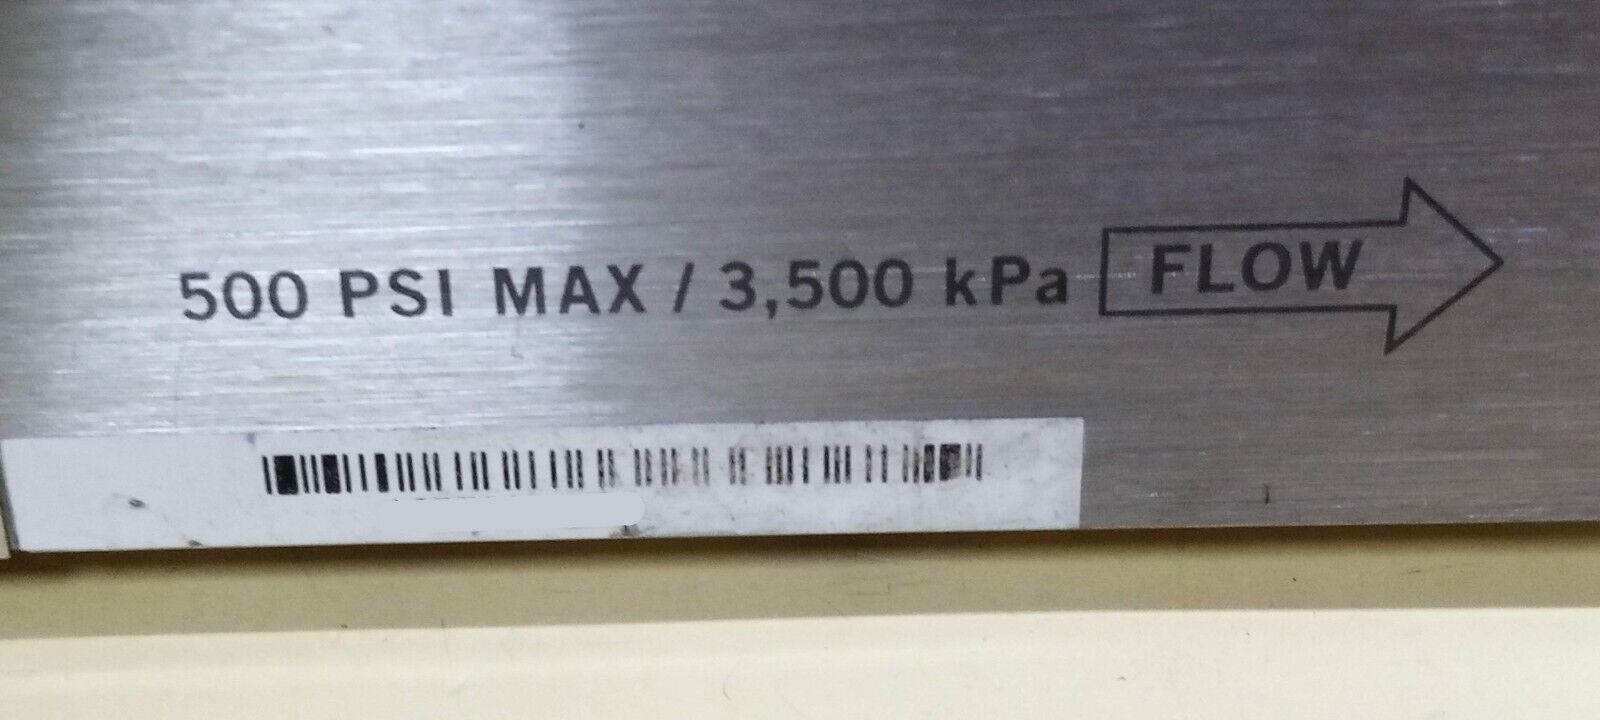 500 PSI MAX / 3,500 kPa FLOW